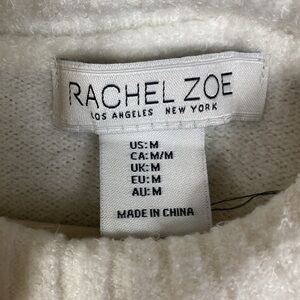 RACHEL ZOE
LOS ANGELES NEW YORK
US: M
CA: M/M
UK: M
EU: M
AU: M
MADE IN CHINA